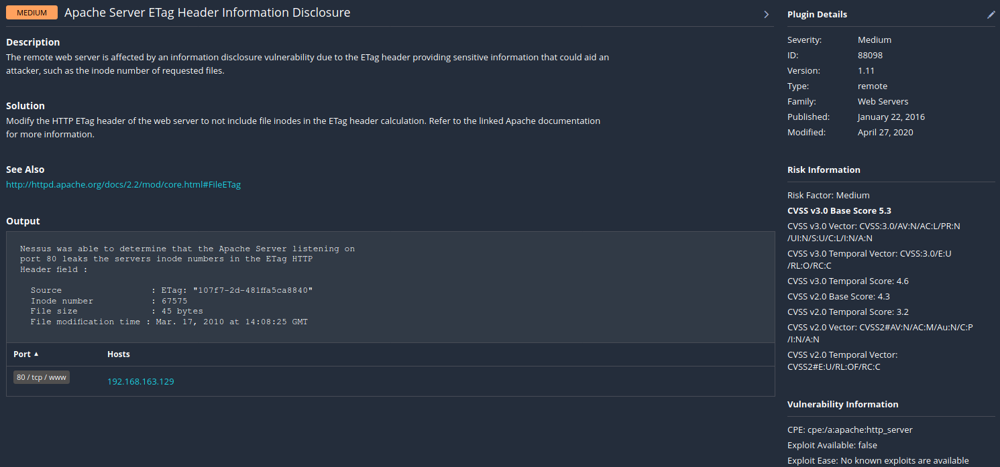 MEDIUM Apache Server ETag Header Information Disclosure
Description
The remote web server is affected by an information disclosure vulnerability due to the ETag header providing sensitive information that could aid an
attacker, such as the inode number of requested files.
Solution
Modify the HTTP ETag header of the web server to not include file inodes in the ETag header calculation. Refer to the linked Apache documentation
for more information.
See Also
http://httpd.apache.org/docs/2.2/mod/core.html#FileETag
Output
Nessus was able to determine that the Apache Server listening on
port 80 leaks the servers inode numbers in the ETag HTTP
Header field :
Source : ETag: "107f7-2d-481ffa5ca8840"
Inode number : 67575
File size : 45 bytes
File modification time : Mar. 17, 2010 at 14:08:25 GMT
Port ▲ Hosts
80 / tcp / www 192.168.163.129
Plugin Details
Severity: Medium
ID: 88098
Version: 1.11
Type: remote
Family: Web Servers
Published: January 22, 2016
Modified: April 27, 2020
Risk Information
Risk Factor: Medium
CVSS v3.0 Base Score 5.3
CVSS v3.0 Vector: CVSS:3.0/AV:N/AC:L/PR:N
/UI:N/S:U/C:L/I:N/A:N
CVSS v3.0 Temporal Vector: CVSS:3.0/E:U
/RL:O/RC:C
CVSS v3.0 Temporal Score: 4.6
CVSS v2.0 Base Score: 4.3
CVSS v2.0 Temporal Score: 3.2
CVSS v2.0 Vector: CVSS2#AV:N/AC:M/Au:N/C:P
/I:N/A:N
CVSS v2.0 Temporal Vector:
CVSS2#E:U/RL:OF/RC:C
Vulnerability Information
CPE: cpe:/a:apache:http_server
Exploit Available: false
Exploit Ease: No known exploits are available